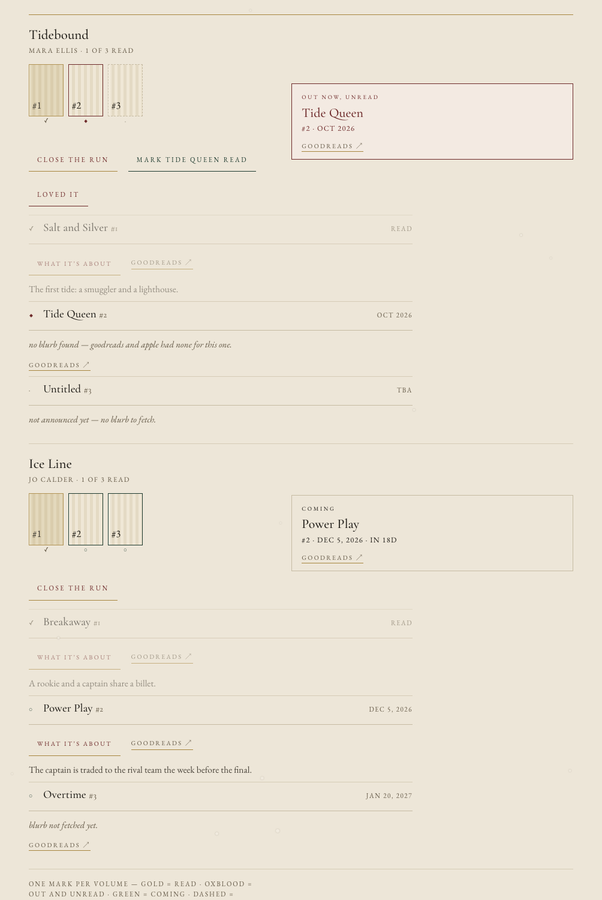 Tidebound
MARA ELLIS · 1 OF 3 READ
#1 #2 #3
✓ ◆ ·
OUT NOW, UNREAD
Tide Queen
#2 · OCT 2026
GOODREADS ↗
CLOSE THE RUN MARK TIDE QUEEN READ
LOVED IT
✓ Salt and Silver #1 READ
WHAT IT'S ABOUT GOODREADS ↗
The first tide: a smuggler and a lighthouse.
◆ Tide Queen #2 OCT 2026
no blurb found — goodreads and apple had none for this one.
GOODREADS ↗
· Untitled #3 TBA
not announced yet — no blurb to fetch.
Ice Line
JO CALDER · 1 OF 3 READ
#1 #2 #3
✓ ○ ○
COMING
Power Play
#2 · DEC 5, 2026 · IN 18D
GOODREADS ↗
CLOSE THE RUN
✓ Breakaway #1 READ
WHAT IT'S ABOUT GOODREADS ↗
A rookie and a captain share a billet.
○ Power Play #2 DEC 5, 2026
WHAT IT'S ABOUT GOODREADS ↗
The captain is traded to the rival team the week before the final.
○ Overtime #3 JAN 20, 2027
blurb not fetched yet.
GOODREADS ↗
ONE MARK PER VOLUME — GOLD = READ · OXBLOOD =
OUT AND UNREAD · GREEN = COMING · DASHED =